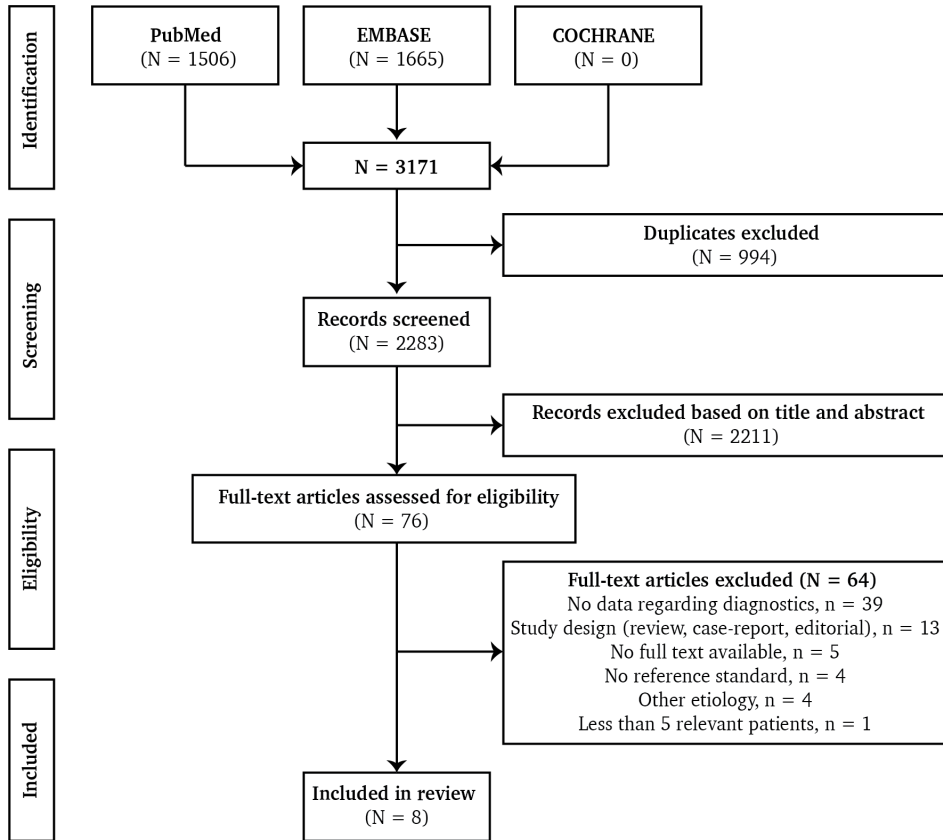 Identification
PubMed
(N = 1506)
EMBASE
(N = 1665)
COCHRANE
(N = 0)
N = 3171
Duplicates excluded
(N = 994)
Screening
Records screened
(N = 2283)
Records excluded based on title and abstract
(N = 2211)
Eligibility
Full-text articles assessed for eligibility
(N = 76)
Full-text articles excluded (N = 64)
No data regarding diagnostics, n = 39
Study design (review, case-report, editorial), n = 13
No full text available, n = 5
No reference standard, n = 4
Other etiology, n = 4
Less than 5 relevant patients, n = 1
Included
Included in review
(N = 8)